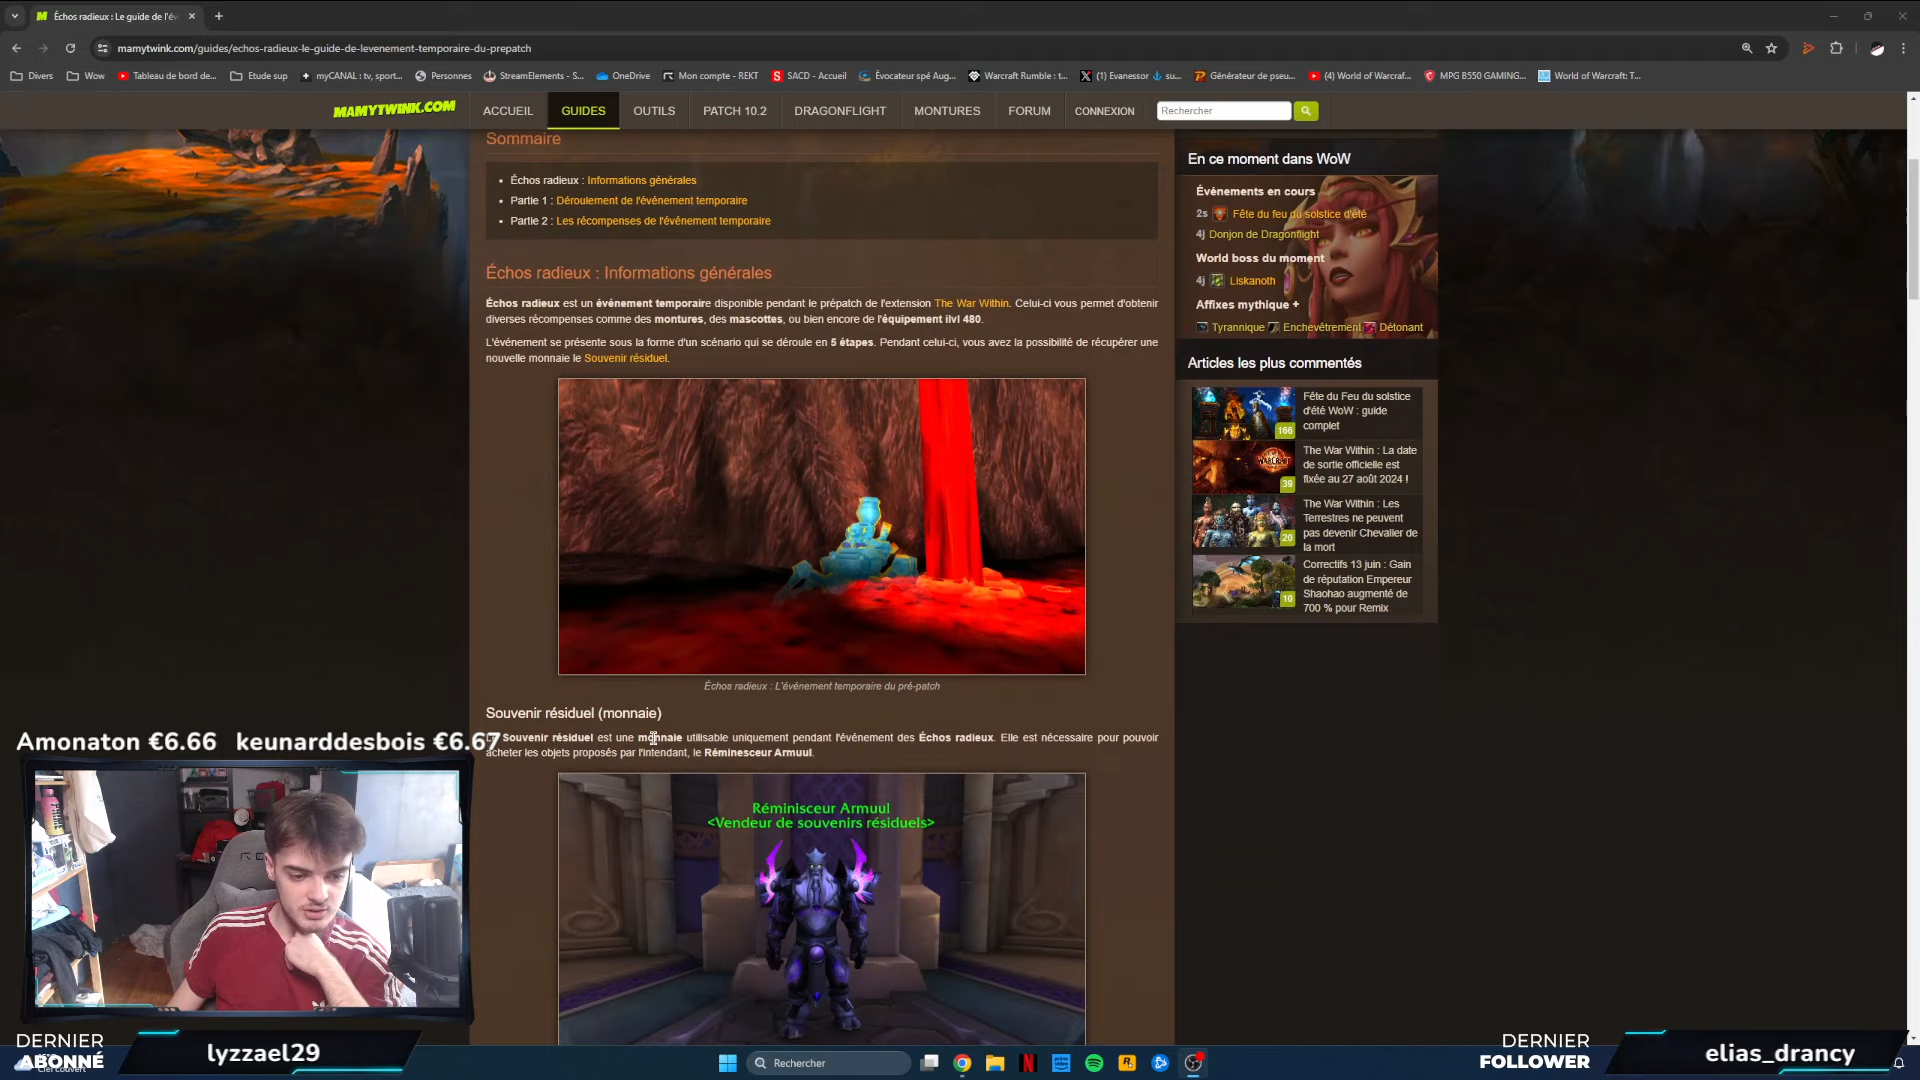 Échos radieux : Le guide de l'év
mamytwink.com/guides/echos-radieux-le-guide-de-levenement-temporaire-du-prepatch
Divers
Wow
Tableau de bord de...
Etude sup
myCANAL : tv, sport...
Personnes
StreamElements - S...
OneDrive
Mon compte - REKT
SACD - Accueil
Évocateur spé Aug...
Warcraft Rumble : t...
(1) Evanessor su...
Générateur de pseu...
(4) World of Warcraf...
MPG B550 GAMING...
World of Warcraft: T...
MAMYTWINK.COM
ACCUEIL
GUIDES
OUTILS
PATCH 10.2
DRAGONFLIGHT
MONTURES
FORUM
CONNEXION
Rechercher
Sommaire
Échos radieux : Informations générales
Partie 1 : Déroulement de l'événement temporaire
Partie 2 : Les récompenses de l'événement temporaire
Échos radieux : Informations générales
Échos radieux est un événement temporaire disponible pendant le prépatch de l'extension The War Within. Celui-ci vous permet d'obtenir
diverses récompenses comme des montures, des mascottes, ou bien encore de l'équipement ilvl 480.
L'événement se présente sous la forme d'un scénario qui se déroule en 5 étapes. Pendant celui-ci, vous avez la possibilité de récupérer une
nouvelle monnaie le Souvenir résiduel.
Échos radieux : L'événement temporaire du pré-patch
Souvenir résiduel (monnaie)
Souvenir résiduel est une monnaie utilisable uniquement pendant l'événement des Échos radieux. Elle est nécessaire pour pouvoir
acheter les objets proposés par l'intendant, le Réminesceur Armuul.
Réminisceur Armuul
<Vendeur de souvenirs résiduels>
En ce moment dans WoW
Événements en cours
2s Fête du feu du solstice d'été
4j Donjon de Dragonflight
World boss du moment
4j Liskanoth
Affixes mythique +
Tyrannique Enchevêtrement Détonant
Articles les plus commentés
Fête du Feu du solstice
d'été WoW : guide
complet
166
The War Within : La date
de sortie officielle est
fixée au 27 août 2024 !
39
The War Within : Les
Terrestres ne peuvent
pas devenir Chevalier de
la mort
20
Correctifs 13 juin : Gain
de réputation Empereur
Shaohao augmenté de
700 % pour Remix
10
Amonaton €6.66 keunarddesbois €6.67
DERNIER
ABONNÉ
lyzzael29
Rechercher
DERNIER
FOLLOWER
elias_drancy